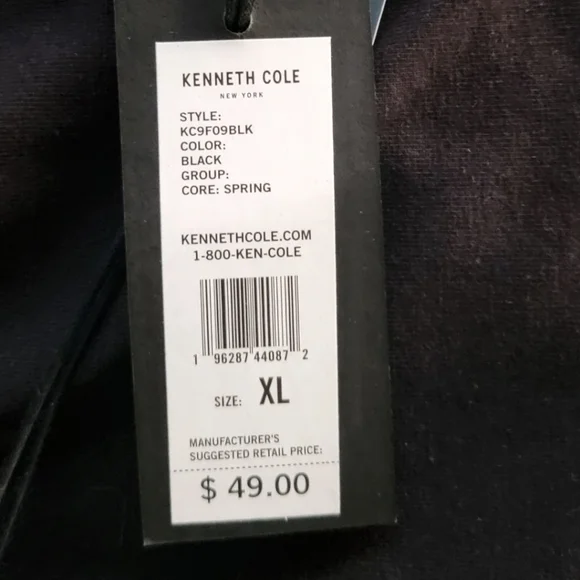 KENNETH COLE
NEW YORK
STYLE:
KC9F09BLK
COLOR:
BLACK
GROUP:
CORE: SPRING
KENNETHCOLE.COM
1-800-KEN-COLE
1 96287 44087 2
SIZE: XL
MANUFACTURER'S
SUGGESTED RETAIL PRICE:
$ 49.00